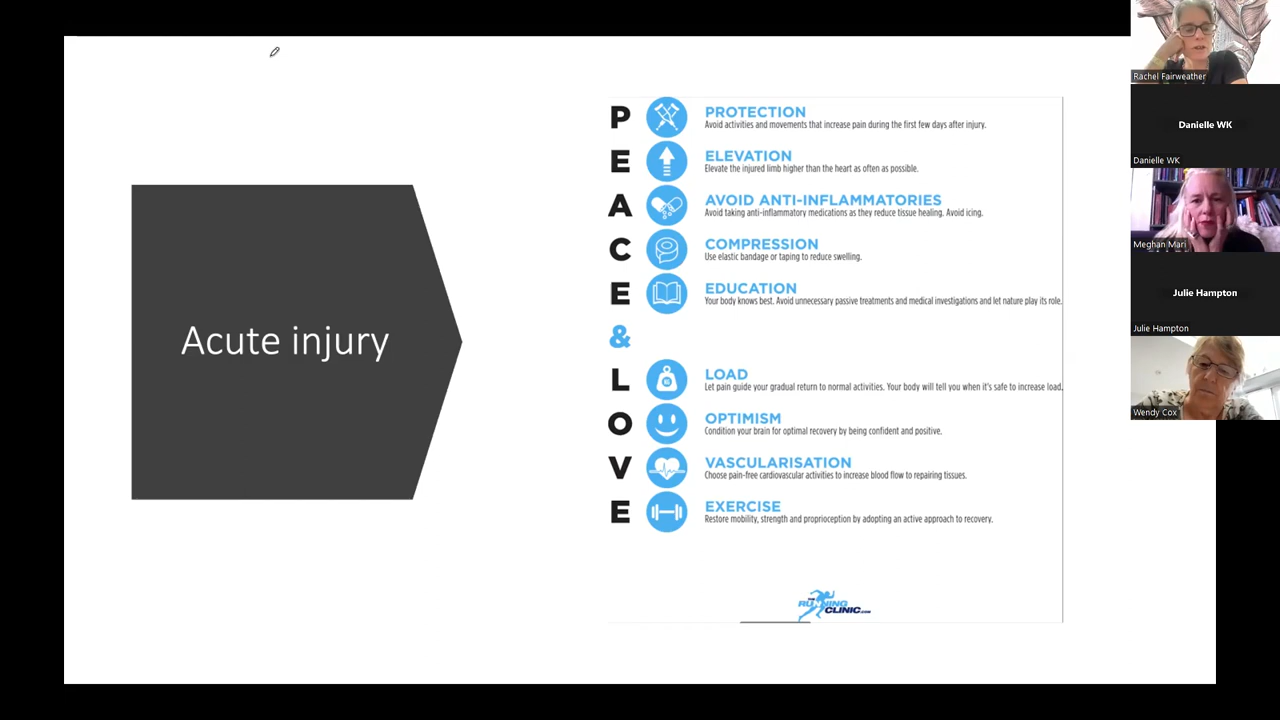 Acute injury
P
PROTECTION
Avoid activities and movements that increase pain during the first few days after injury.
E
ELEVATION
Elevate the injured limb higher than the heart as often as possible.
A
AVOID ANTI-INFLAMMATORIES
Avoid taking anti-inflammatory medications as they reduce tissue healing. Avoid icing.
C
COMPRESSION
Use elastic bandage or taping to reduce swelling.
E
EDUCATION
Your body knows best. Avoid unnecessary passive treatments and medical investigations and let nature play its role.
&
L
LOAD
Let pain guide your gradual return to normal activities. Your body will tell you when it's safe to increase load.
O
OPTIMISM
Condition your brain for optimal recovery by being confident and positive.
V
VASCULARISATION
Choose pain-free cardiovascular activities to increase blood flow to repairing tissues.
E
EXERCISE
Restore mobility, strength and proprioception by adopting an active approach to recovery.
THE
RUNNING
CLINIC.COM
Rachel Fairweather
Danielle WK
Danielle WK
Meghan Mari
Julie Hampton
Julie Hampton
Wendy Cox